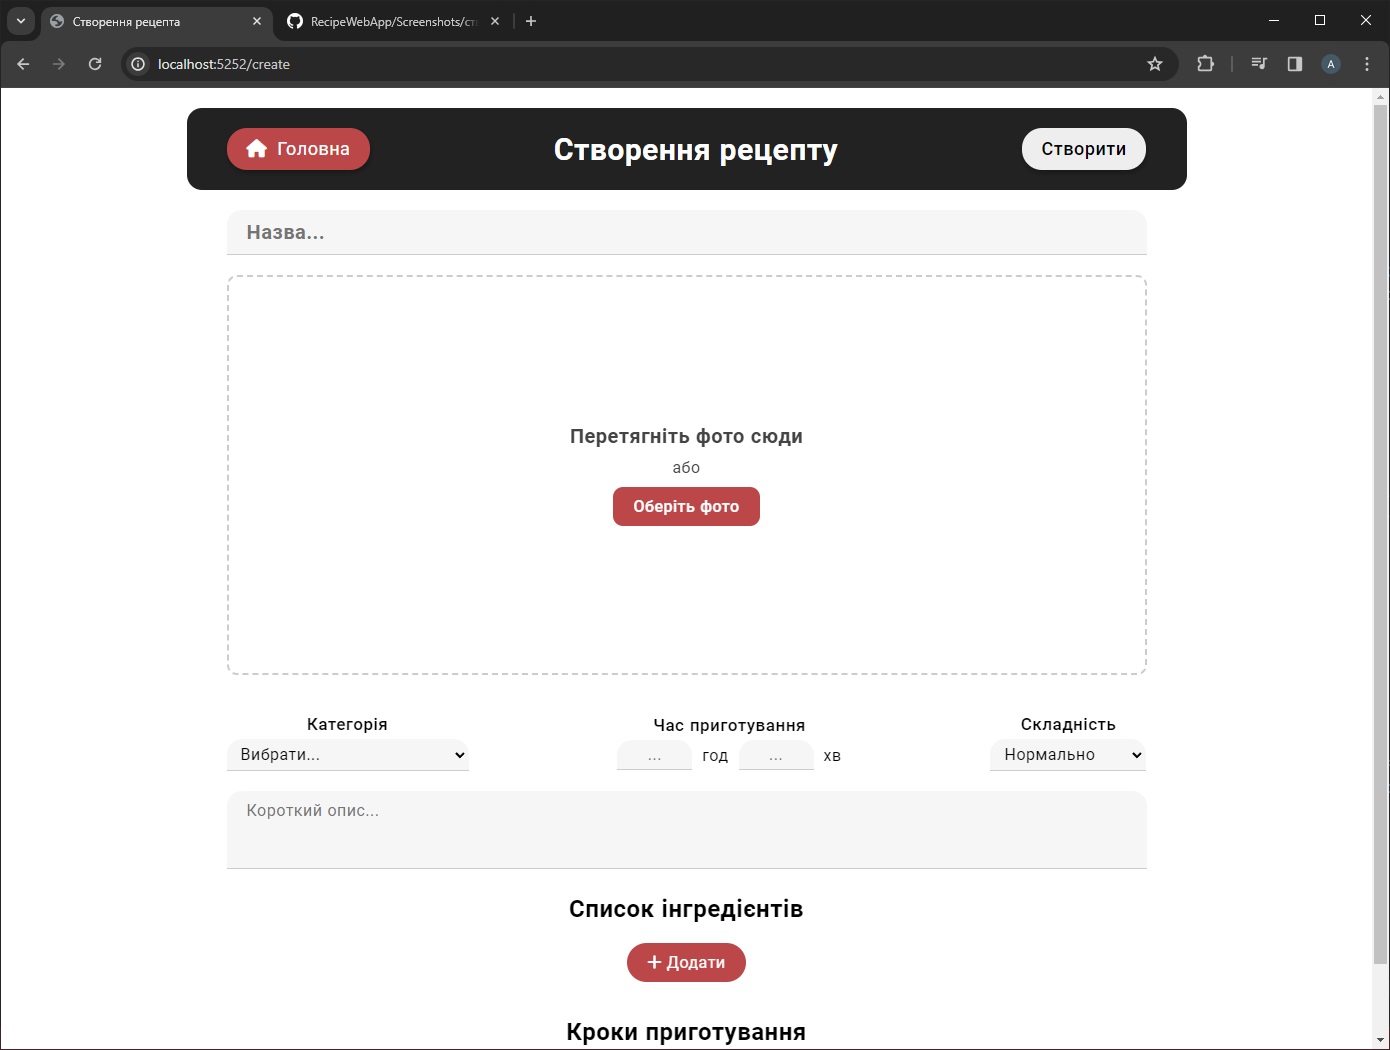 Створення рецепта
RecipeWebApp/Screenshots/
localhost:5252/create
A
Головна
Створення рецепту
Створити
Назва...
Перетягніть фото сюди
або
Оберіть фото
Категорія
Час приготування
Складність
Вибрати...
... год ... хв
Нормально
Короткий опис...
Список інгредієнтів
+ Додати
Кроки приготування